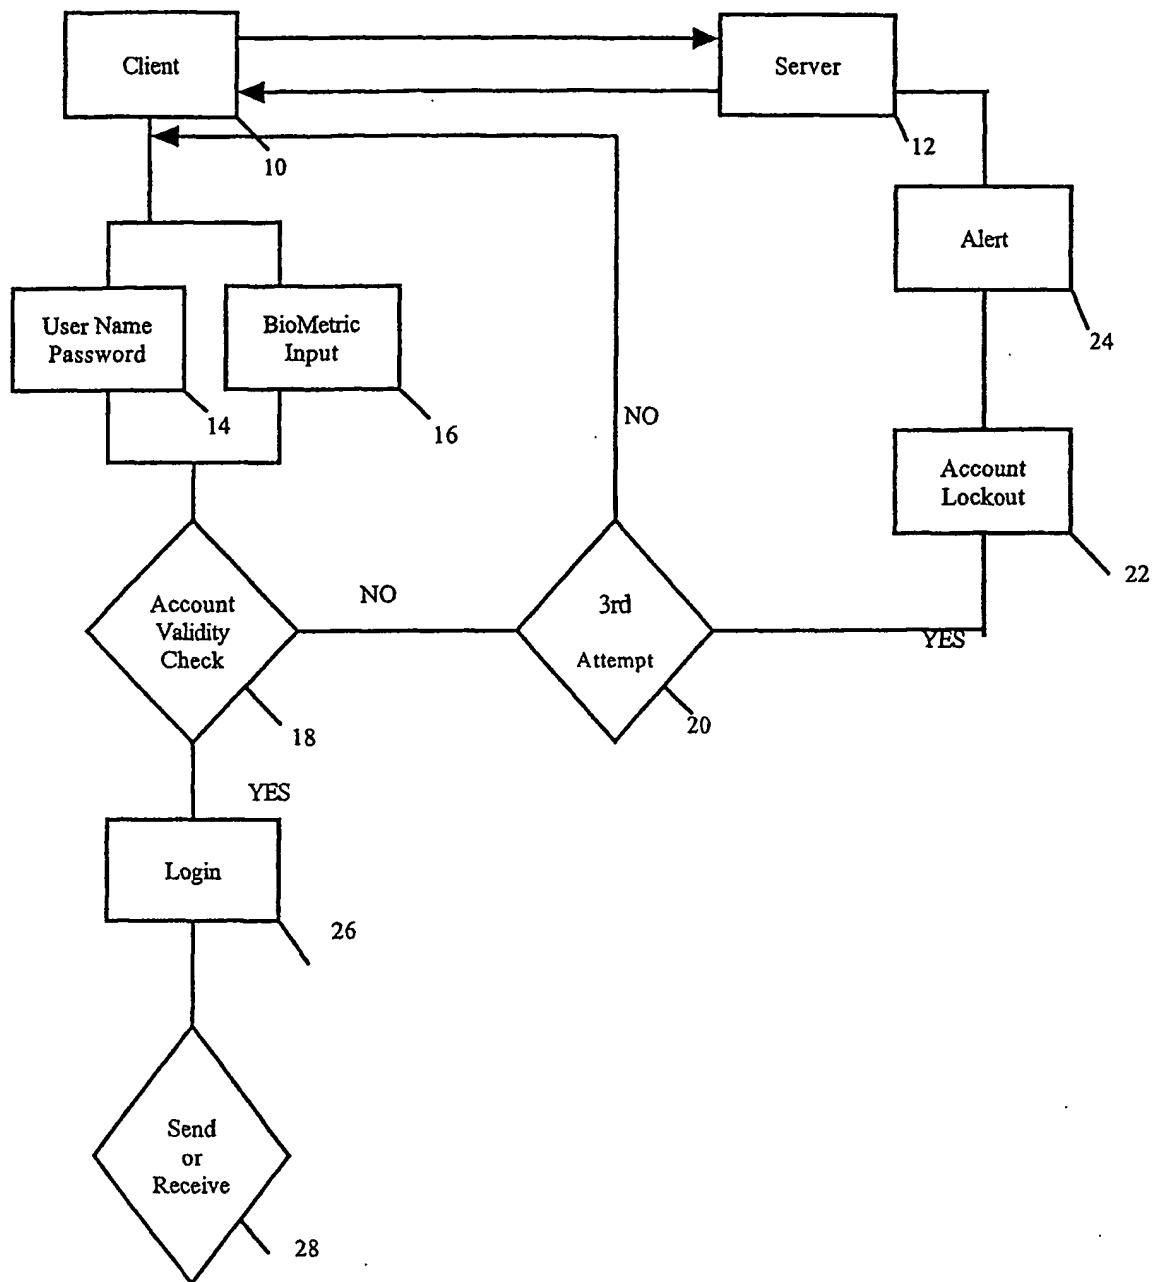 Client
Server
10
12
Alert
24
User Name
Password
14
BioMetric
Input
16
NO
Account
Lockout
22
Account
Validity
Check
18
NO
3rd
Attempt
20
YES
YES
Login
26
Send
or
Receive
28